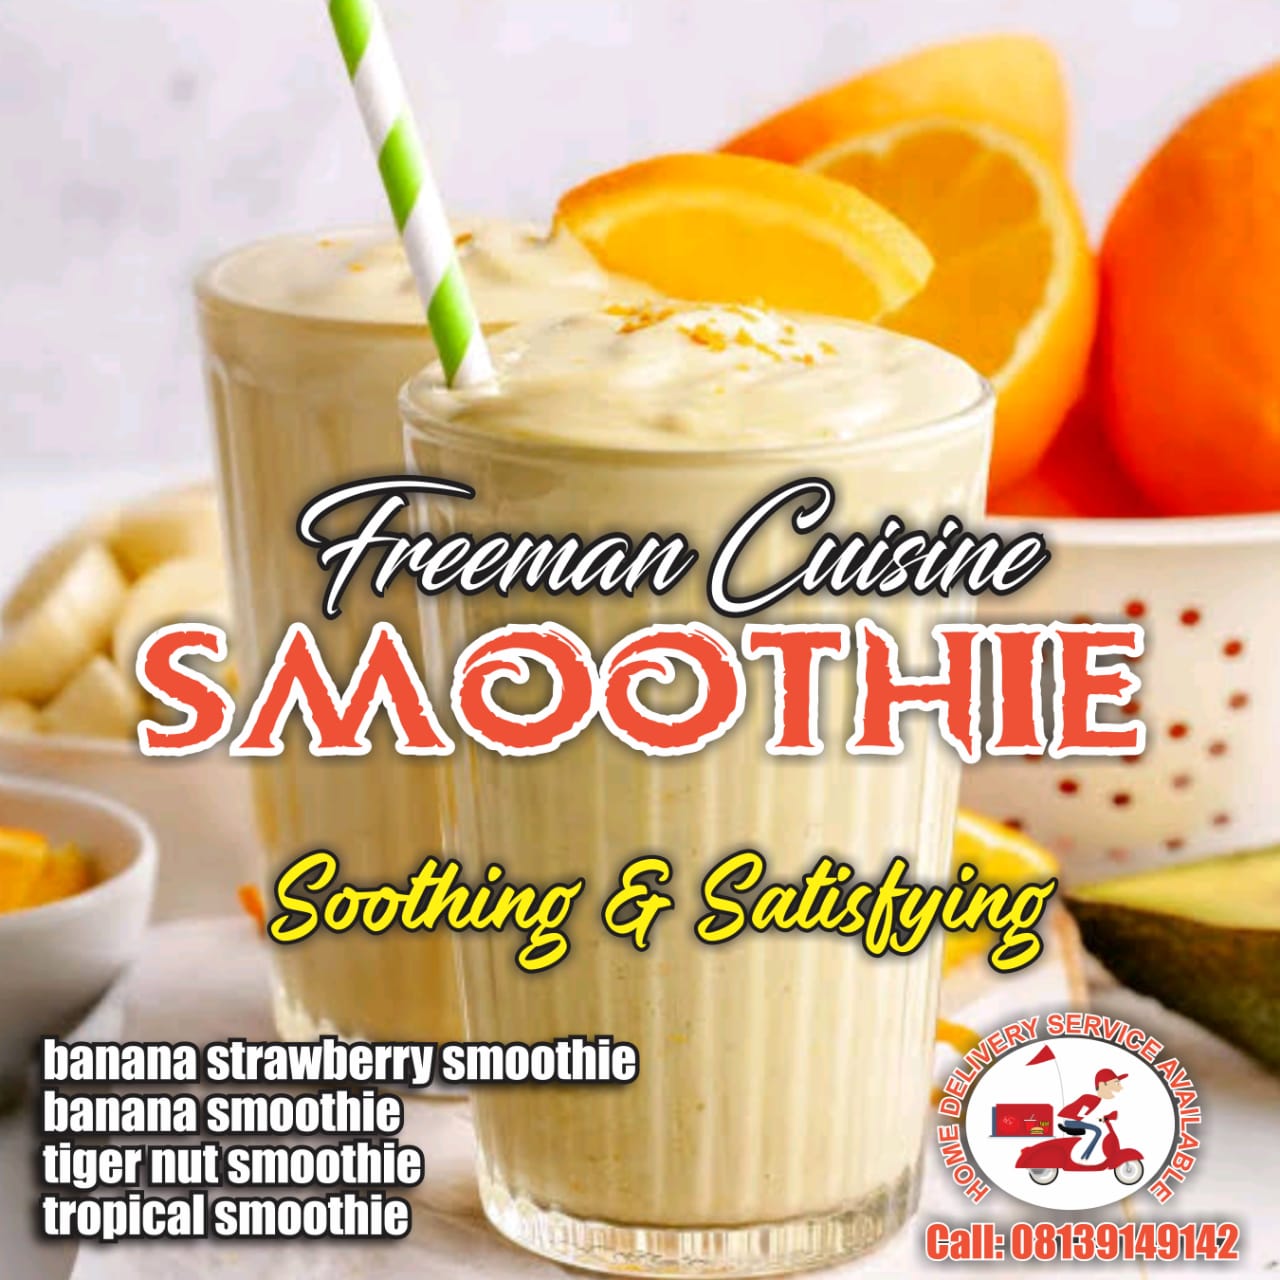 Freeman Cuisine
SMOOTHIE
Soothing & Satisfying
banana strawberry smoothie
banana smoothie
tiger nut smoothie
tropical smoothie
HOME DELIVERY SERVICE AVAILABLE
Call: 08139149142